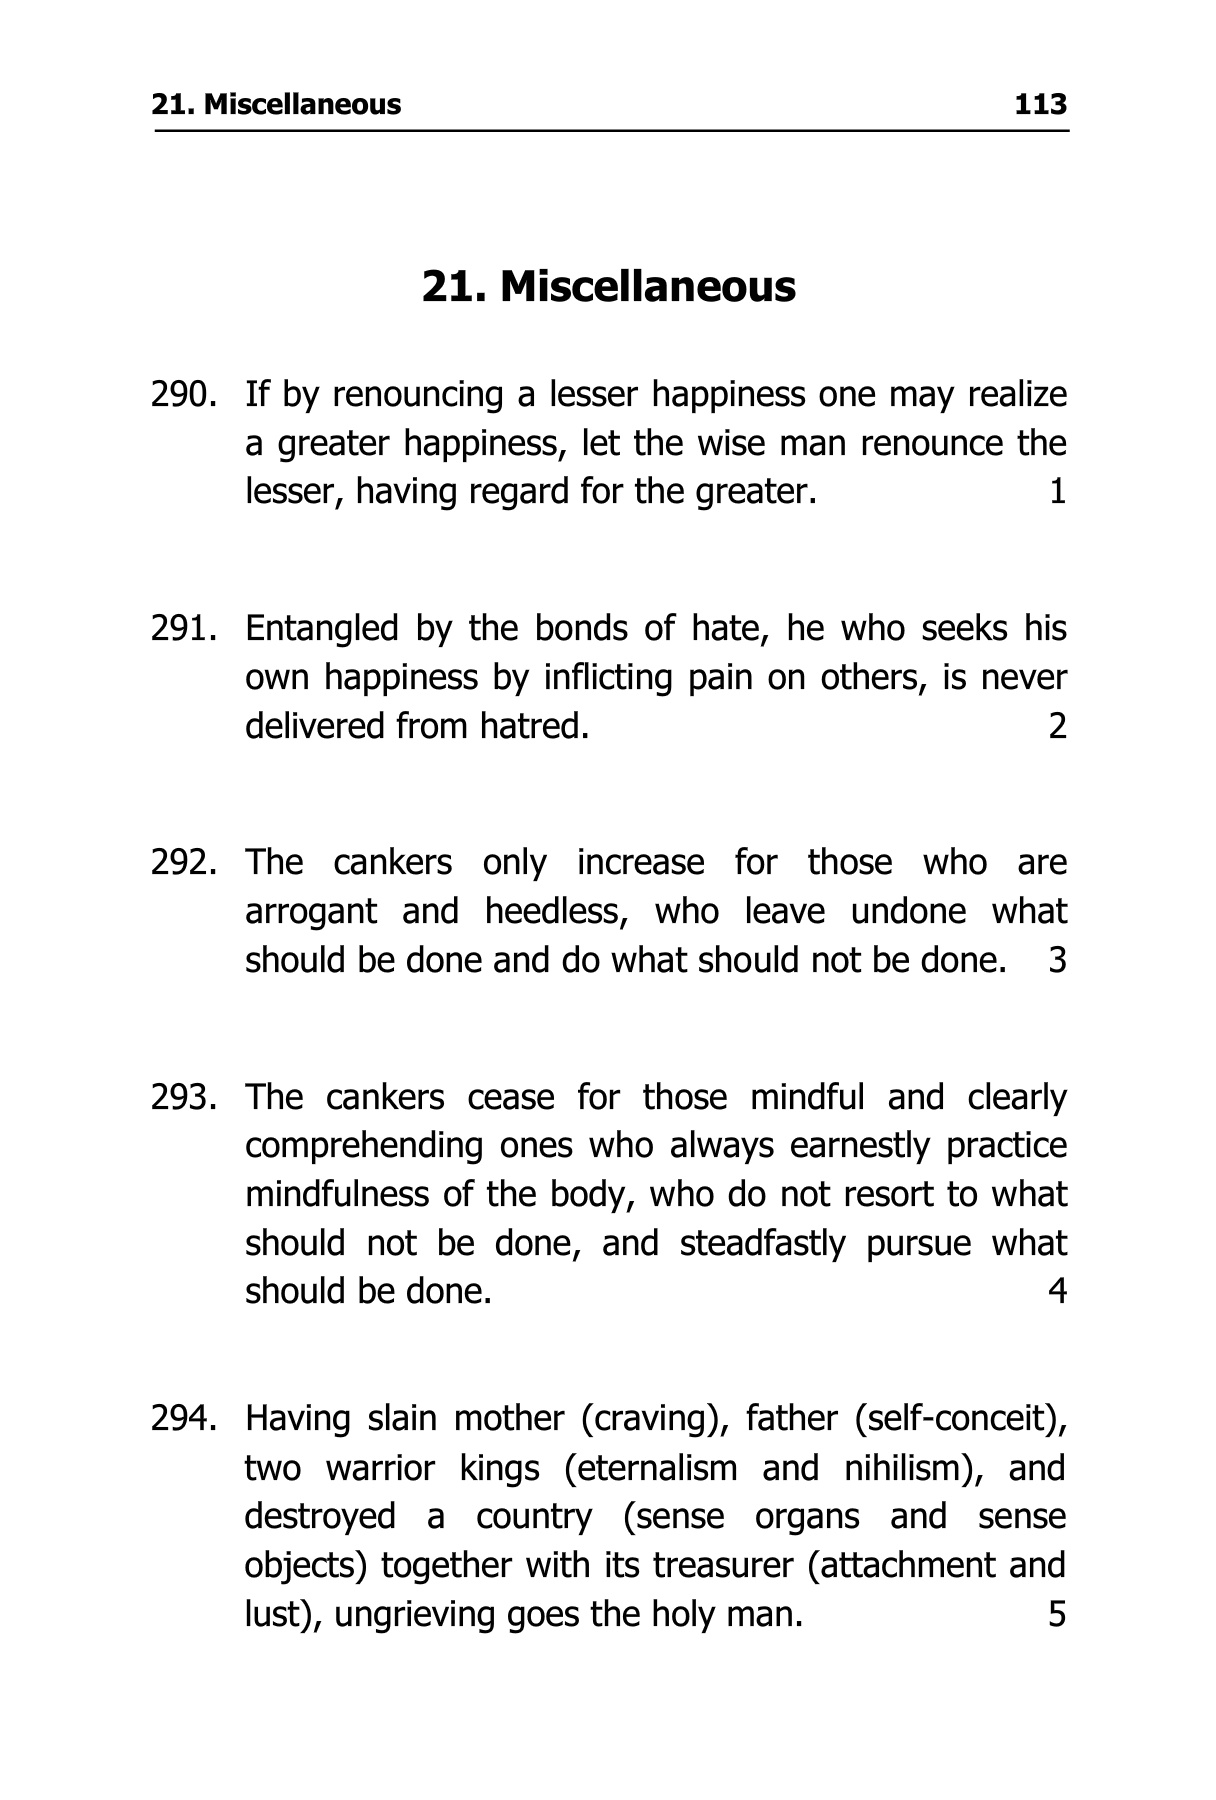 21. Miscellaneous 113
21. Miscellaneous
290. If by renouncing a lesser happiness one may realize
a greater happiness, let the wise man renounce the
lesser, having regard for the greater. 1
291. Entangled by the bonds of hate, he who seeks his
own happiness by inflicting pain on others, is never
delivered from hatred. 2
292. The cankers only increase for those who are
arrogant and heedless, who leave undone what
should be done and do what should not be done. 3
293. The cankers cease for those mindful and clearly
comprehending ones who always earnestly practice
mindfulness of the body, who do not resort to what
should not be done, and steadfastly pursue what
should be done. 4
294. Having slain mother (craving), father (self-conceit),
two warrior kings (eternalism and nihilism), and
destroyed a country (sense organs and sense
objects) together with its treasurer (attachment and
lust), ungrieving goes the holy man. 5